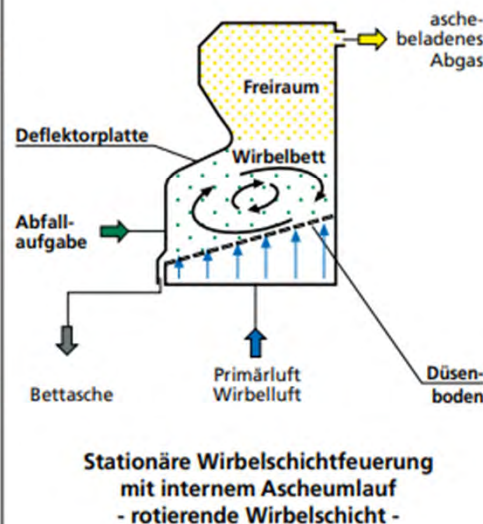 asche-
beladenes
Abgas
Freiraum
Deflektorplatte
Wirbelbett
Abfall-
aufgabe
Bettasche
Primärluft
Wirbelluft
Düsen-
boden
Stationäre Wirbelschichtfeuerung
mit internem Ascheumlauf
- rotierende Wirbelschicht -